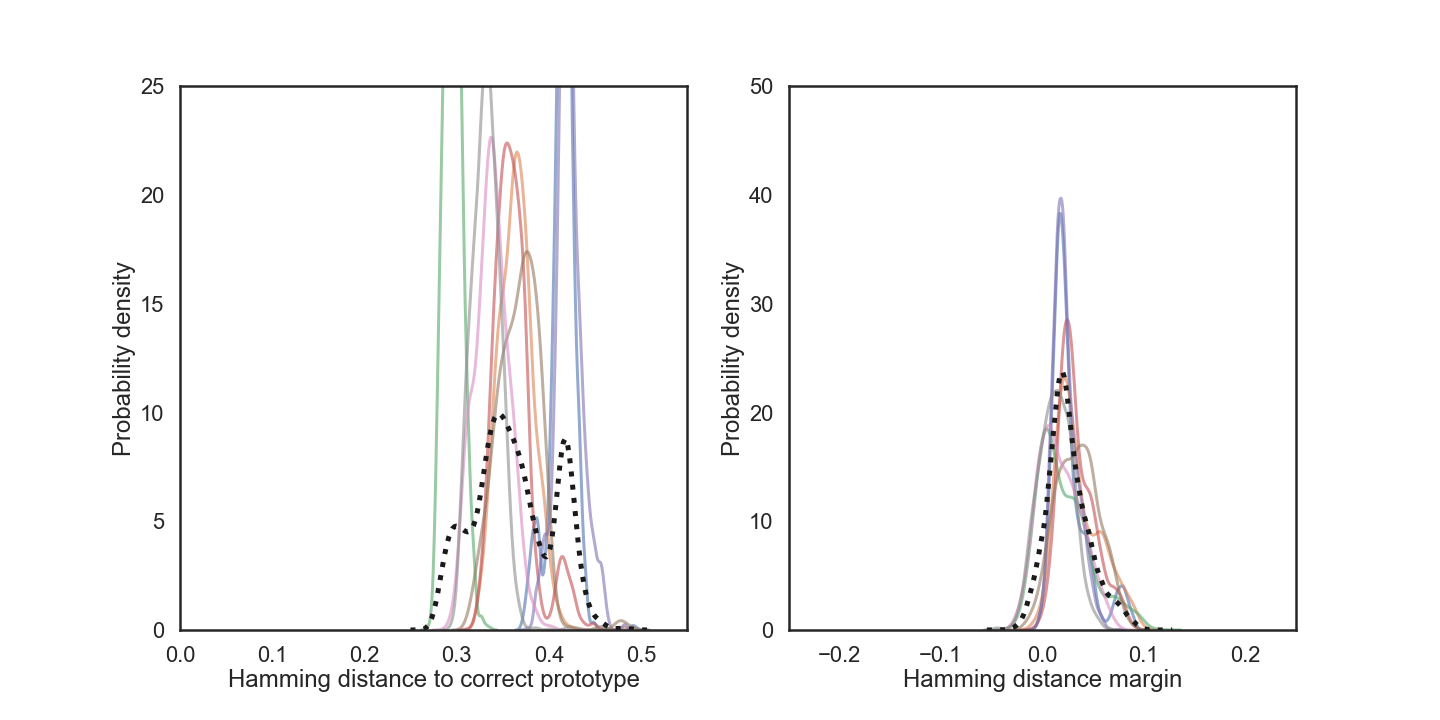 25
20
15
10
5
0
Probability density
0.0 0.1 0.2 0.3 0.4 0.5
Hamming distance to correct prototype
50
40
30
20
10
0
Probability density
−0.2 −0.1 0.0 0.1 0.2
Hamming distance margin